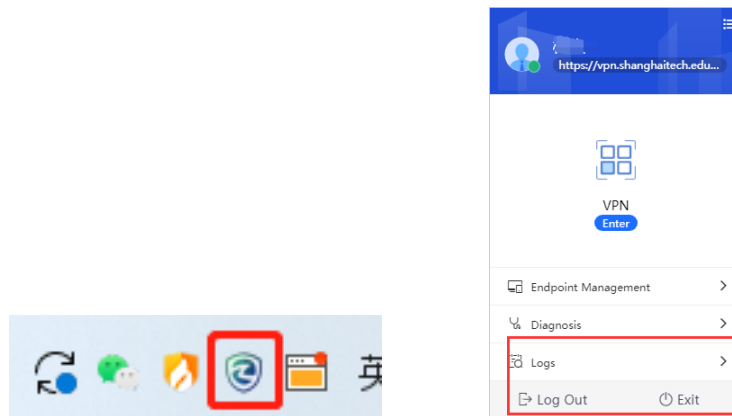 https://vpn.shanghaitech.edu...
VPN
Enter
Endpoint Management
Diagnosis
Logs
Log Out
Exit
英